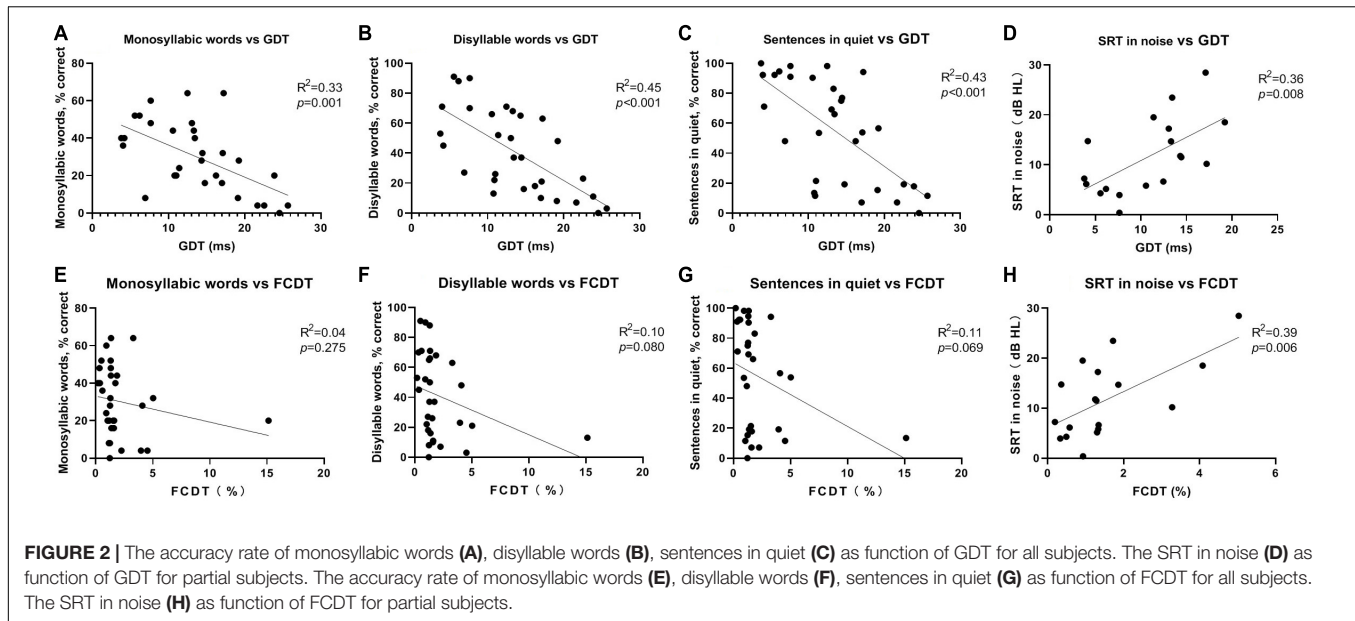 A
Monosyllabic words vs GDT
R²=0.33
p=0.001
Monosyllabic words, % correct
80
60
40
20
0
0 10 20 30
GDT (ms)
B
Disyllable words vs GDT
R²=0.45
p<0.001
Disyllable words, % correct
100
80
60
40
20
0
0 10 20 30
GDT (ms)
C
Sentences in quiet vs GDT
R²=0.43
p<0.001
Sentences in quiet, % correct
100
80
60
40
20
0
0 10 20 30
GDT (ms)
D
SRT in noise vs GDT
R²=0.36
p=0.008
SRT in noise ( dB HL)
30
20
10
0
0 5 10 15 20 25
GDT (ms)
E
Monosyllabic words vs FCDT
R²=0.04
p=0.275
Monosyllabic words, % correct
100
80
60
40
20
0
0 5 10 15 20
FCDT ( %)
F
Disyllable words vs FCDT
R²=0.10
p=0.080
Disyllable words, % correct
100
80
60
40
20
0
0 5 10 15 20
FCDT ( %)
G
Sentences in quiet vs FCDT
R²=0.11
p=0.069
Sentences in quiet, % correct
100
80
60
40
20
0
0 5 10 15 20
FCDT ( %)
H
SRT in noise vs FCDT
R²=0.39
p=0.006
SRT in noise ( dB HL)
30
20
10
0
0 2 4 6
FCDT (%)
FIGURE 2 | The accuracy rate of monosyllabic words (A), disyllable words (B), sentences in quiet (C) as function of GDT for all subjects. The SRT in noise (D) as
function of GDT for partial subjects. The accuracy rate of monosyllabic words (E), disyllable words (F), sentences in quiet (G) as function of FCDT for all subjects.
The SRT in noise (H) as function of FCDT for partial subjects.